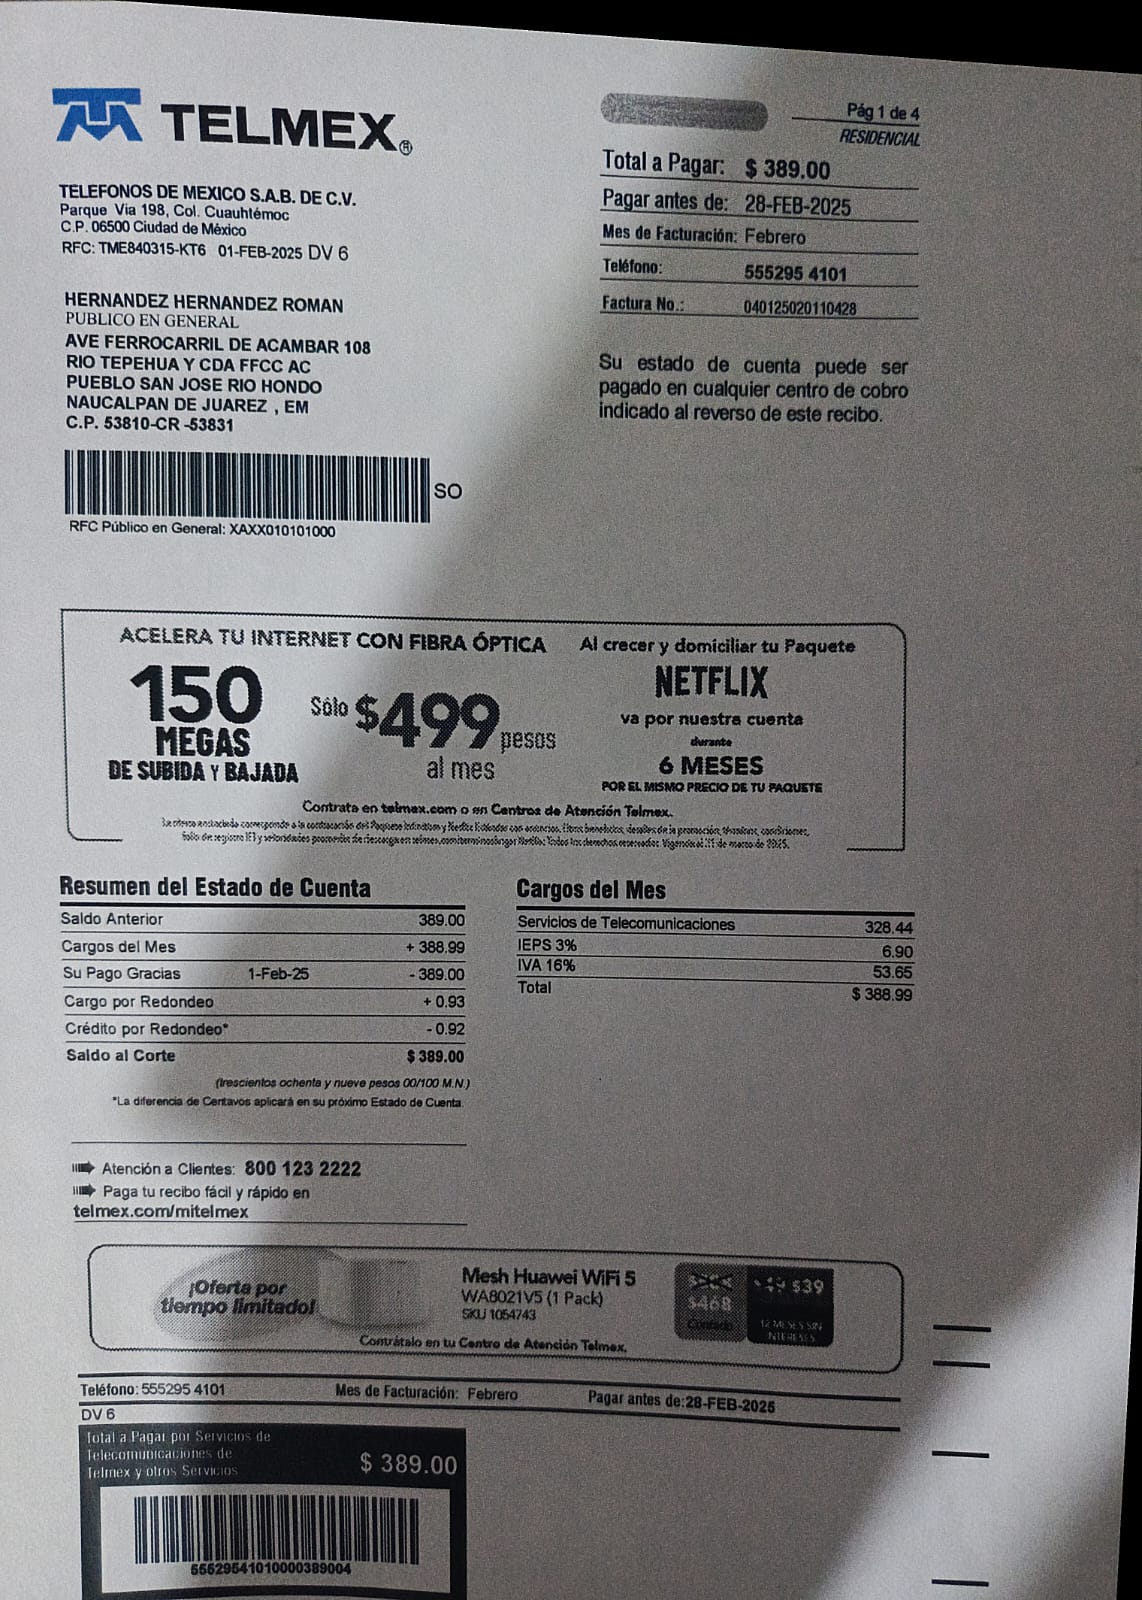 TELMEX®
TELEFONOS DE MEXICO S.A.B. DE C.V.
Parque Via 198, Col. Cuauhtémoc
C.P. 06500 Ciudad de México
RFC: TME840315-KT6 01-FEB-2025 DV 6
HERNANDEZ HERNANDEZ ROMAN
PUBLICO EN GENERAL
AVE FERROCARRIL DE ACAMBAR 108
RIO TEPEHUA Y CDA FFCC AC
PUEBLO SAN JOSE RIO HONDO
NAUCALPAN DE JUAREZ , EM
C.P. 53810-CR -53831
SO
RFC Público en General: XAXX010101000
Pág 1 de 4
RESIDENCIAL
Total a Pagar: $ 389.00
Pagar antes de: 28-FEB-2025
Mes de Facturación: Febrero
Teléfono: 555295 4101
Factura No.: 040125020110428
Su estado de cuenta puede ser
pagado en cualquier centro de cobro
indicado al reverso de este recibo.
ACELERA TU INTERNET CON FIBRA ÓPTICA
150
MEGAS
DE SUBIDA Y BAJADA
Sólo $499 pesos
al mes
Al crecer y domiciliar tu Paquete
NETFLIX
va por nuestra cuenta
durante
6 MESES
POR EL MISMO PRECIO DE TU PAQUETE
Contrata en telmex.com o en Centros de Atención Telmex.
Resumen del Estado de Cuenta
Saldo Anterior 389.00
Cargos del Mes + 388.99
Su Pago Gracias 1-Feb-25 - 389.00
Cargo por Redondeo + 0.93
Crédito por Redondeo* - 0.92
Saldo al Corte $ 389.00
(trescientos ochenta y nueve pesos 00/100 M.N.)
*La diferencia de Centavos aplicará en su próximo Estado de Cuenta.
Cargos del Mes
Servicios de Telecomunicaciones 328.44
IEPS 3% 6.90
IVA 16% 53.65
Total $ 388.99
Atención a Clientes: 800 123 2222
Paga tu recibo fácil y rápido en
telmex.com/mitelmex
¡Oferta por
tiempo limitado!
Mesh Huawei WiFi 5
WA8021V5 (1 Pack)
SKU 1054743
$468
Contado
$39
12 MESES SIN
INTERESES
Contrátalo en tu Centro de Atención Telmex.
Teléfono: 555295 4101 Mes de Facturación: Febrero Pagar antes de:28-FEB-2025
DV 6
Total a Pagar por Servicios de
Telecomunicaciones de
Telmex y otros Servicios
$ 389.00
55529541010000389004